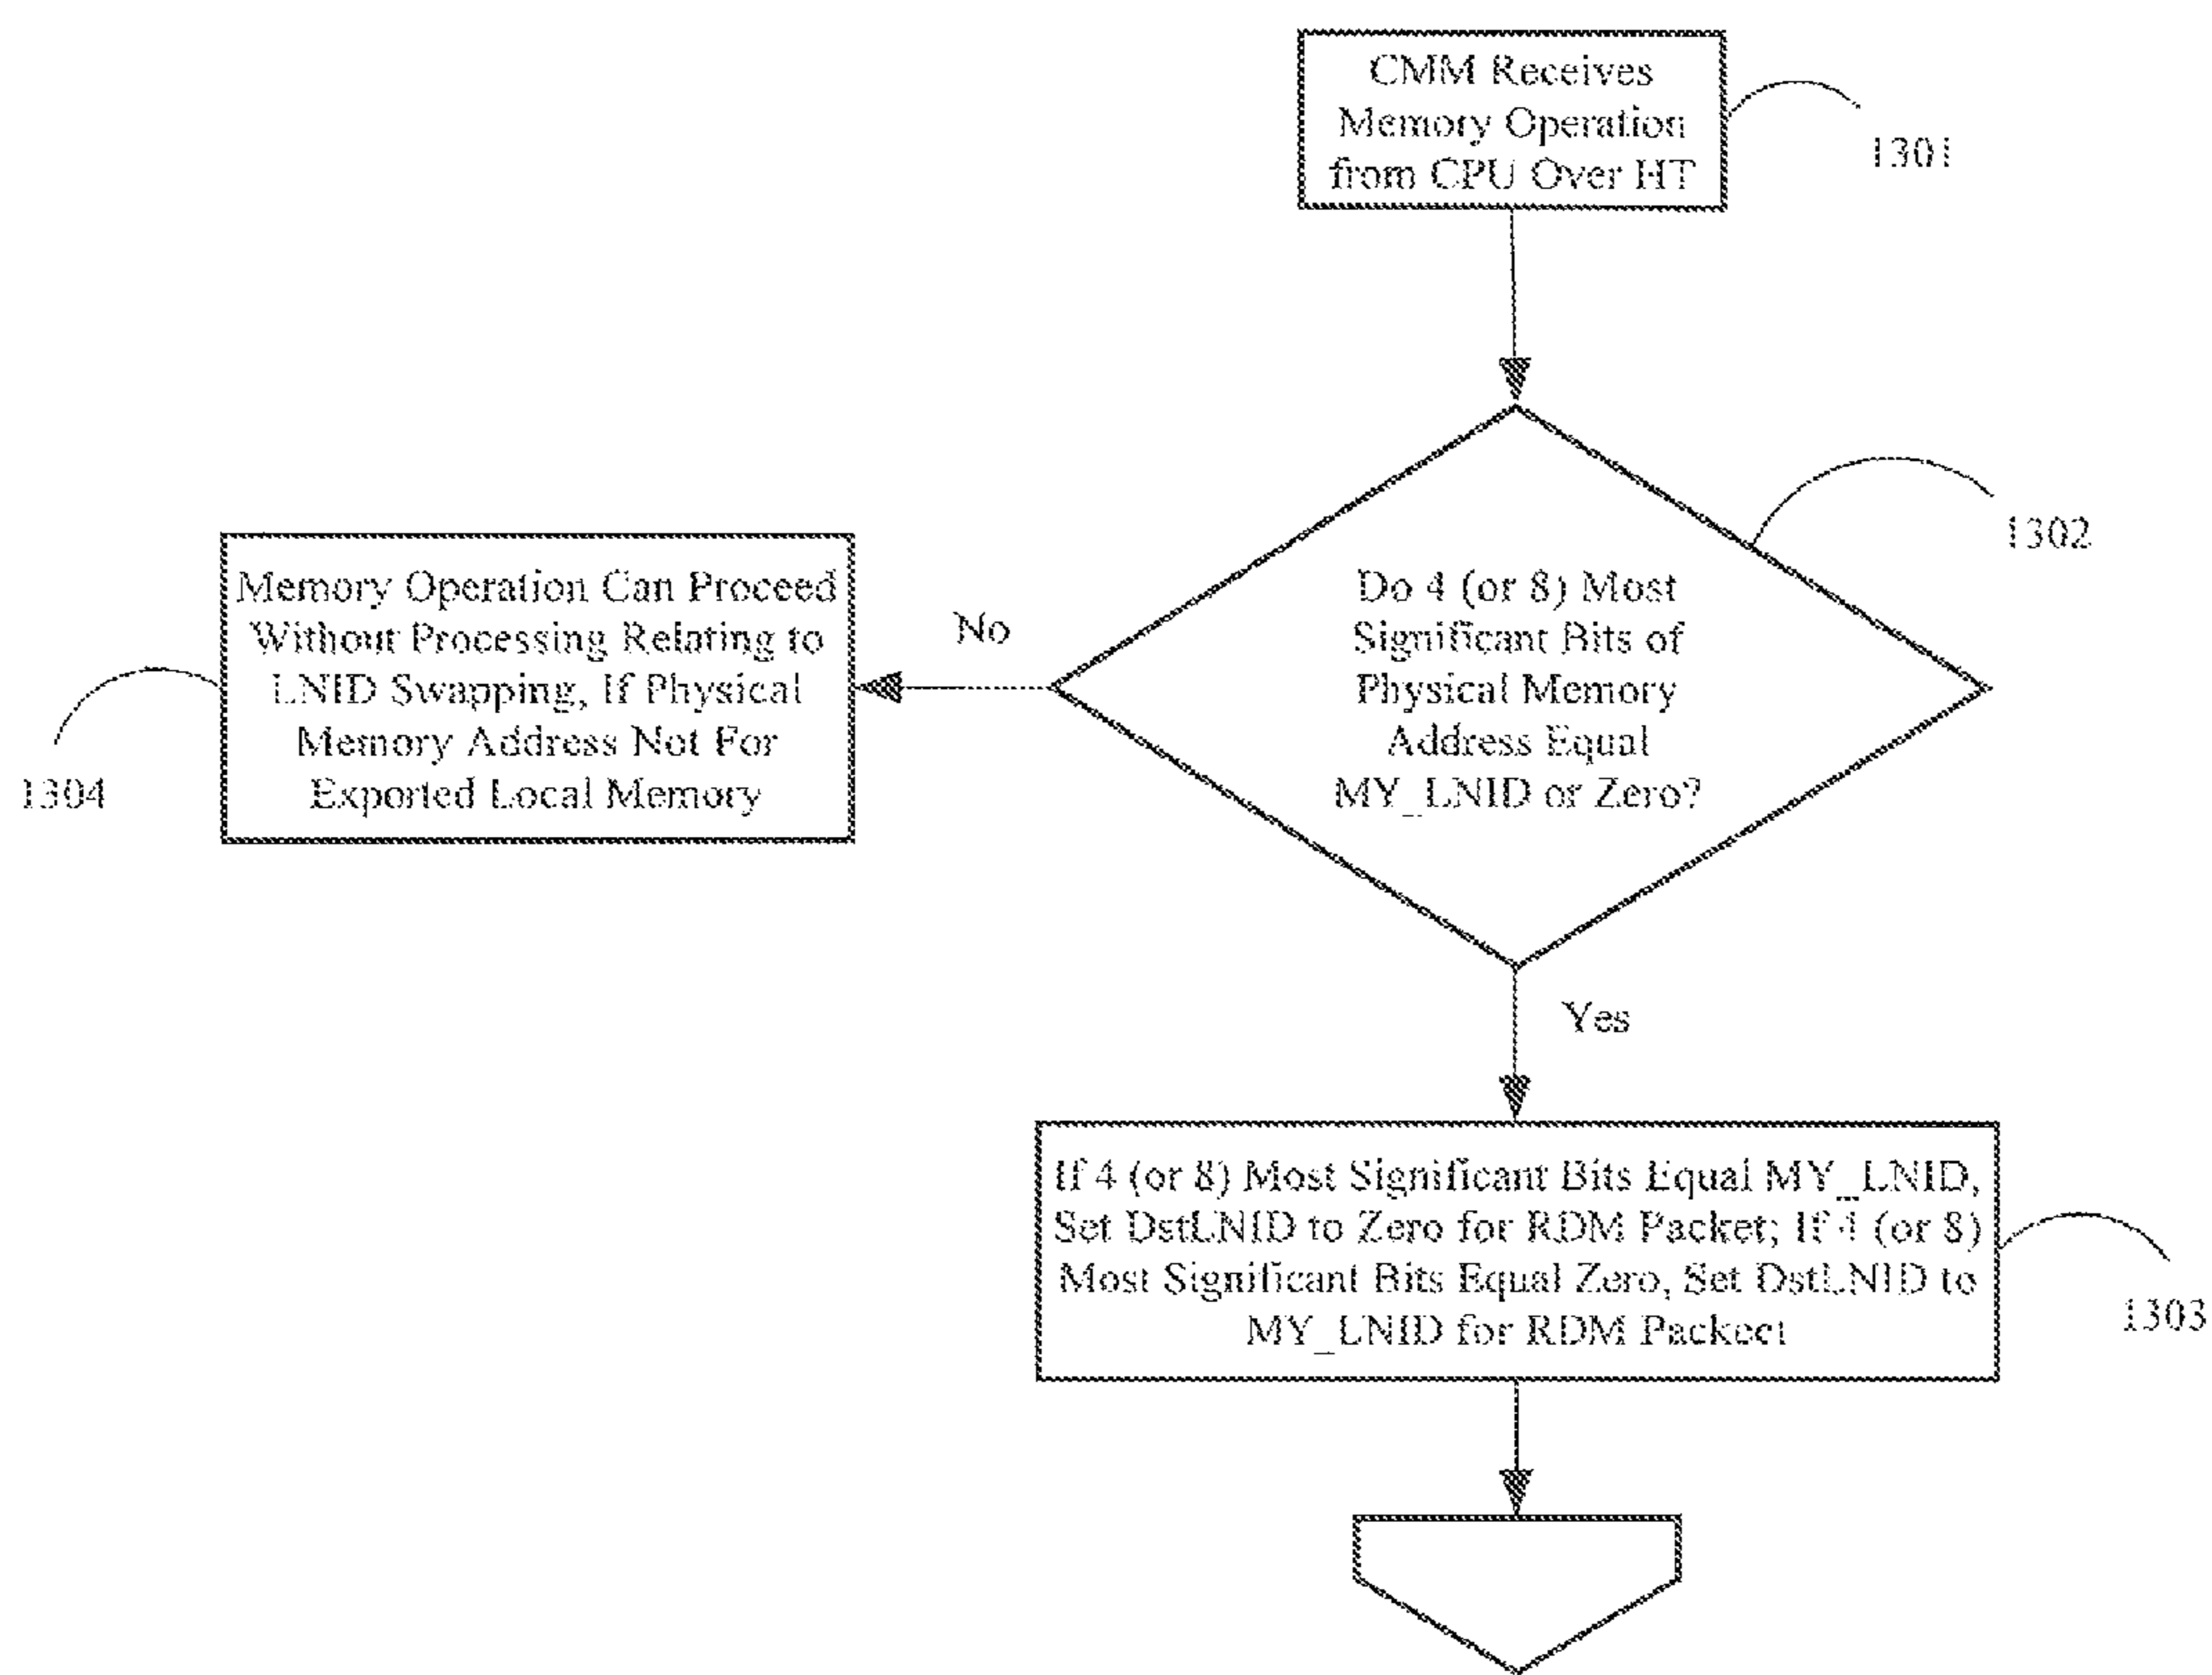 CMM Receives
Memory Operation
from CPU Over HT
1301
1302
Do 4 (or 8) Most
Significant Bits of
Physical Memory
Address Equal
MY_LNID or Zero?
No
Memory Operation Can Proceed
Without Processing Relating to
LNID Swapping, If Physical
Memory Address Not For
Exported Local Memory
1304
Yes
If 4 (or 8) Most Significant Bits Equal MY_LNID,
Set DstLNID to Zero for RDM Packet; If 4 (or 8)
Most Significant Bits Equal Zero, Set DstLNID to
MY_LNID for RDM Packect
1303